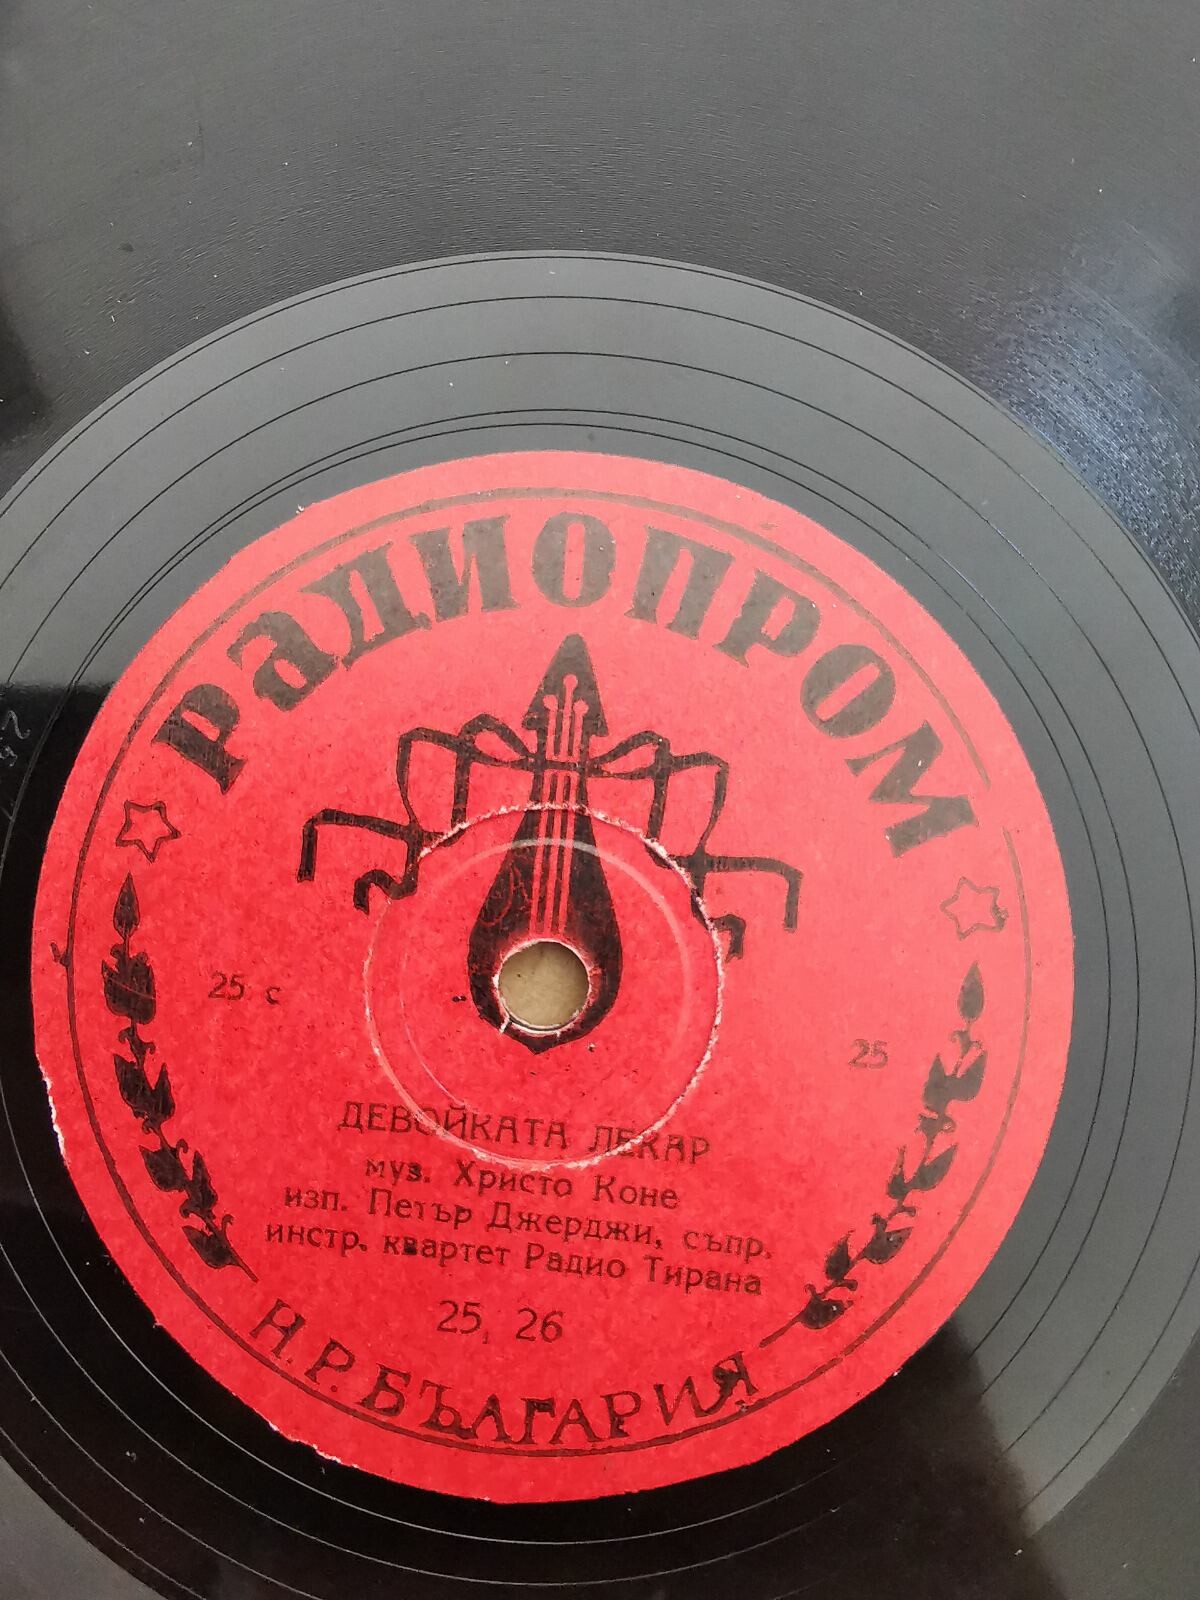 РАДИОПРОМ
25 с
25
ДЕВОЙКАТА ЛЕКАР
муз. Христо Коне
изп. Петър Джерджи, съпр.
инстр. квартет Радио Тирана
25, 26
Н.Р. БЪЛГАРИЯ